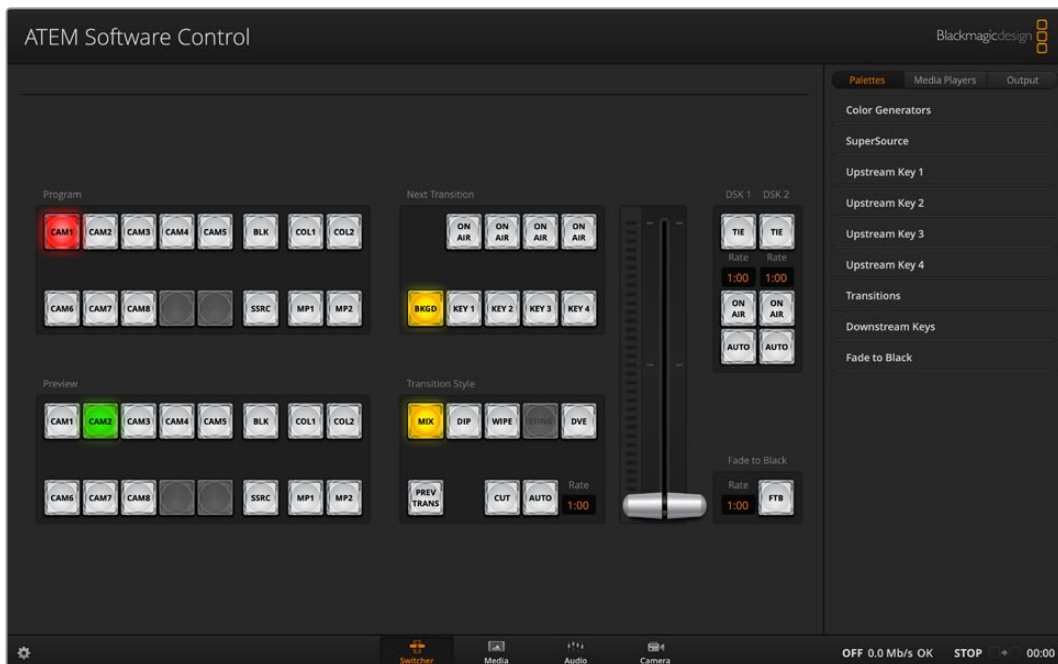 ATEM Software Control
Blackmagicdesign
Palettes Media Players Output
Color Generators
SuperSource
Upstream Key 1
Upstream Key 2
Upstream Key 3
Upstream Key 4
Transitions
Downstream Keys
Fade to Black
Program
CAM1 CAM2 CAM3 CAM4 CAM5 BLK COL1 COL2
CAM6 CAM7 CAM8 SSRC MP1 MP2
Next Transition
ON AIR ON AIR ON AIR ON AIR
BKGD KEY 1 KEY 2 KEY 3 KEY 4
DSK 1 DSK 2
TIE TIE
Rate Rate
1:00 1:00
ON AIR ON AIR
AUTO AUTO
Preview
CAM1 CAM2 CAM3 CAM4 CAM5 BLK COL1 COL2
CAM6 CAM7 CAM8 SSRC MP1 MP2
Transition Style
MIX DIP WIPE STING DVE
PREV TRANS CUT AUTO
Rate
1:00
Fade to Black
Rate
1:00 FTB
Switcher Media Audio Camera
OFF 0.0 Mb/s OK STOP 00:00